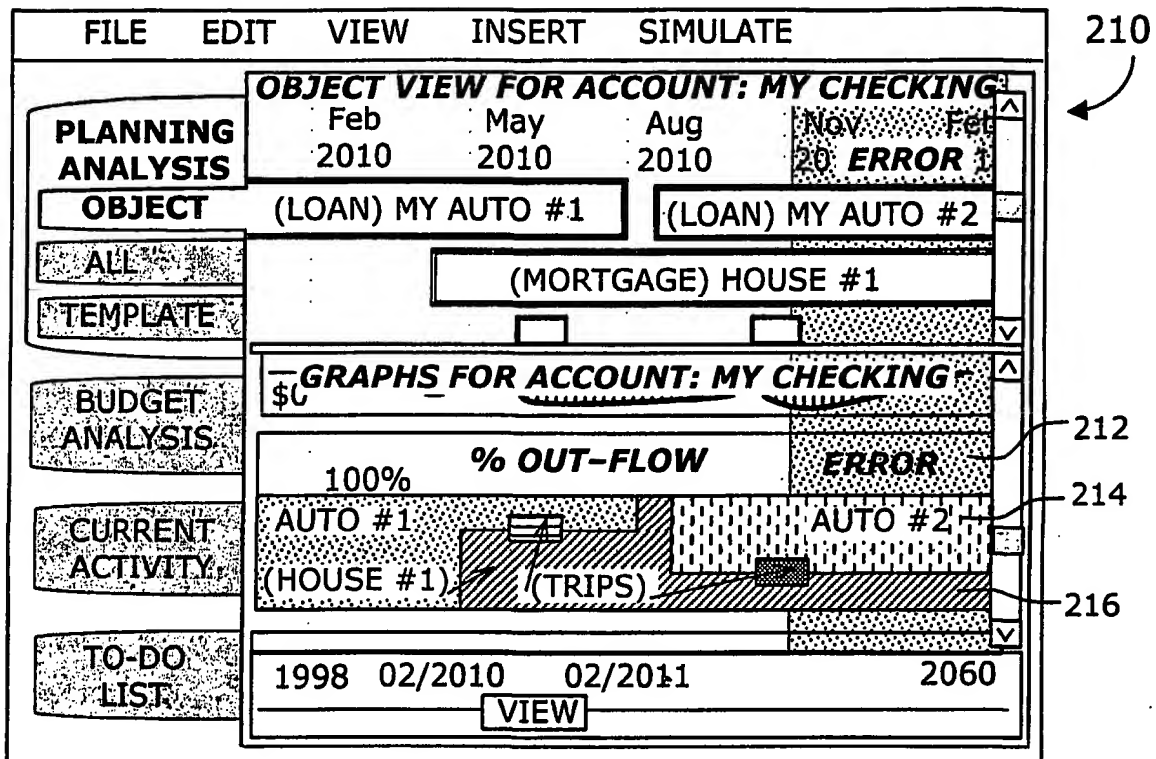 FILE EDIT VIEW INSERT SIMULATE
210
OBJECT VIEW FOR ACCOUNT: MY CHECKING
PLANNING
ANALYSIS
OBJECT
ALL
TEMPLATE
BUDGET
ANALYSIS
CURRENT
ACTIVITY
TO-DO
LIST
Feb May Aug Nov Feb
2010 2010 2010 20 ERROR 1
(LOAN) MY AUTO #1 (LOAN) MY AUTO #2
(MORTGAGE) HOUSE #1
GRAPHS FOR ACCOUNT: MY CHECKING
% OUT-FLOW ERROR
100%
AUTO #1 AUTO #2
(HOUSE #1) (TRIPS)
212
214
216
1998 02/2010 02/2011 2060
VIEW